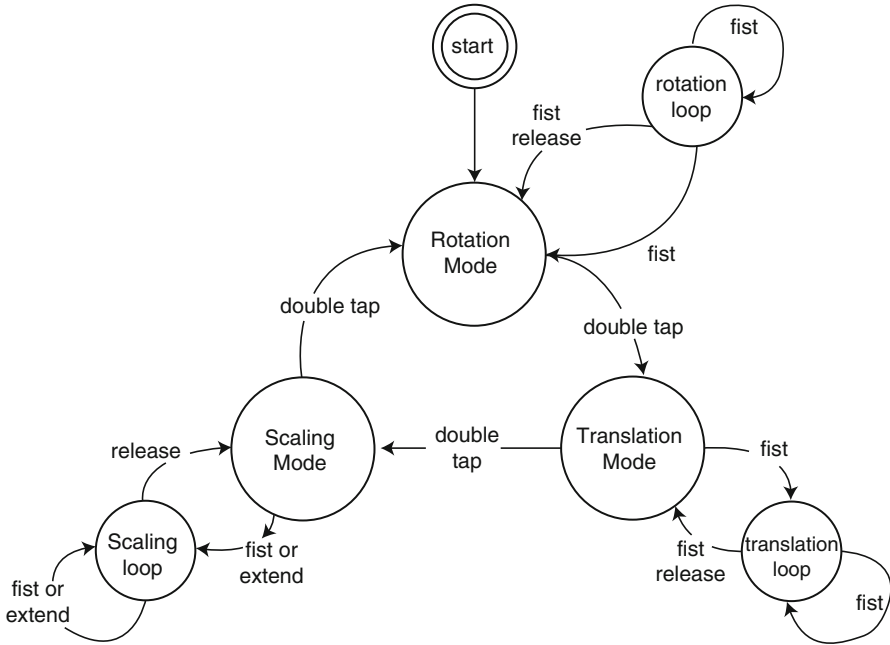 start
fist
rotation
loop
fist
release
Rotation
Mode
fist
double tap
double tap
Scaling
Mode
double
tap
Translation
Mode
release
fist
Scaling
loop
fist or
extend
fist
release
translation
loop
fist or
extend
fist